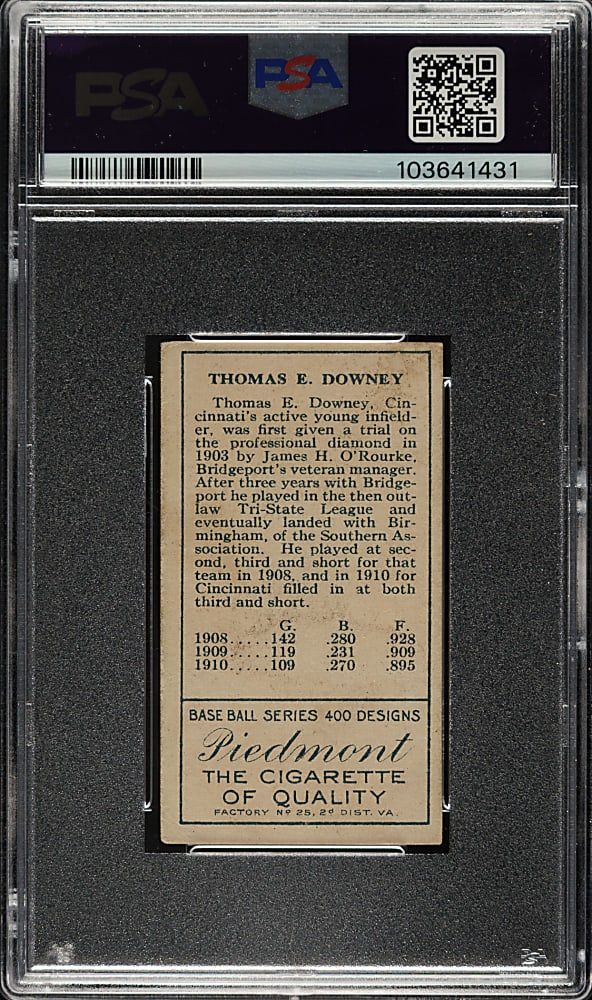 PSA
PSA
103641431
THOMAS E. DOWNEY
Thomas E. Downey, Cin-
cinnati's active young infield-
er, was first given a trial on
the professional diamond in
1903 by James H. O'Rourke,
Bridgeport's veteran manager.
After three years with Bridge-
port he played in the then out-
law Tri-State League and
eventually landed with Bir-
mingham, of the Southern As-
sociation. He played at sec-
ond, third and short for that
team in 1908, and in 1910 for
Cincinnati filled in at both
third and short.
G. B. F.
1908.....142 .280 .928
1909.....119 .231 .909
1910.....109 .270 .895
BASE BALL SERIES 400 DESIGNS
Piedmont
THE CIGARETTE
OF QUALITY
FACTORY Nº 25, 2d DIST. VA.